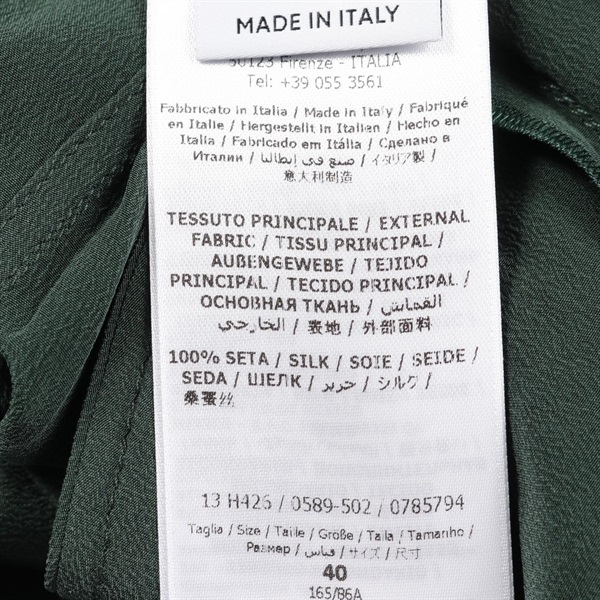 MADE IN ITALY
50123 Firenze - ITALIA
Tel: +39 055 3561
Fabbricato in Italia / Made in Italy / Fabriqué
en Italie / Hergestellt in Italien / Hecho en
Italia / Fabricado em Itália / Сделано в
Италии / صنع في إيطاليا / イタリア製 /
意大利制造
TESSUTO PRINCIPALE / EXTERNAL
FABRIC / TISSU PRINCIPAL /
AUßENGEWEBE / TEJIDO
PRINCIPAL / TECIDO PRINCIPAL /
ОСНОВНАЯ ТКАНЬ / القماش
الخارجي / 表地 / 外部面料
100% SETA / SILK / SOIE / SEIDE /
SEDA / ШЕЛК / حرير / シルク /
桑蚕丝
13 H426 / 0589-502 / 0785794
Taglia / Size / Taille / Größe / Talla / Tamanho /
Размер / قياس / サイズ / 尺寸
40
165/86A